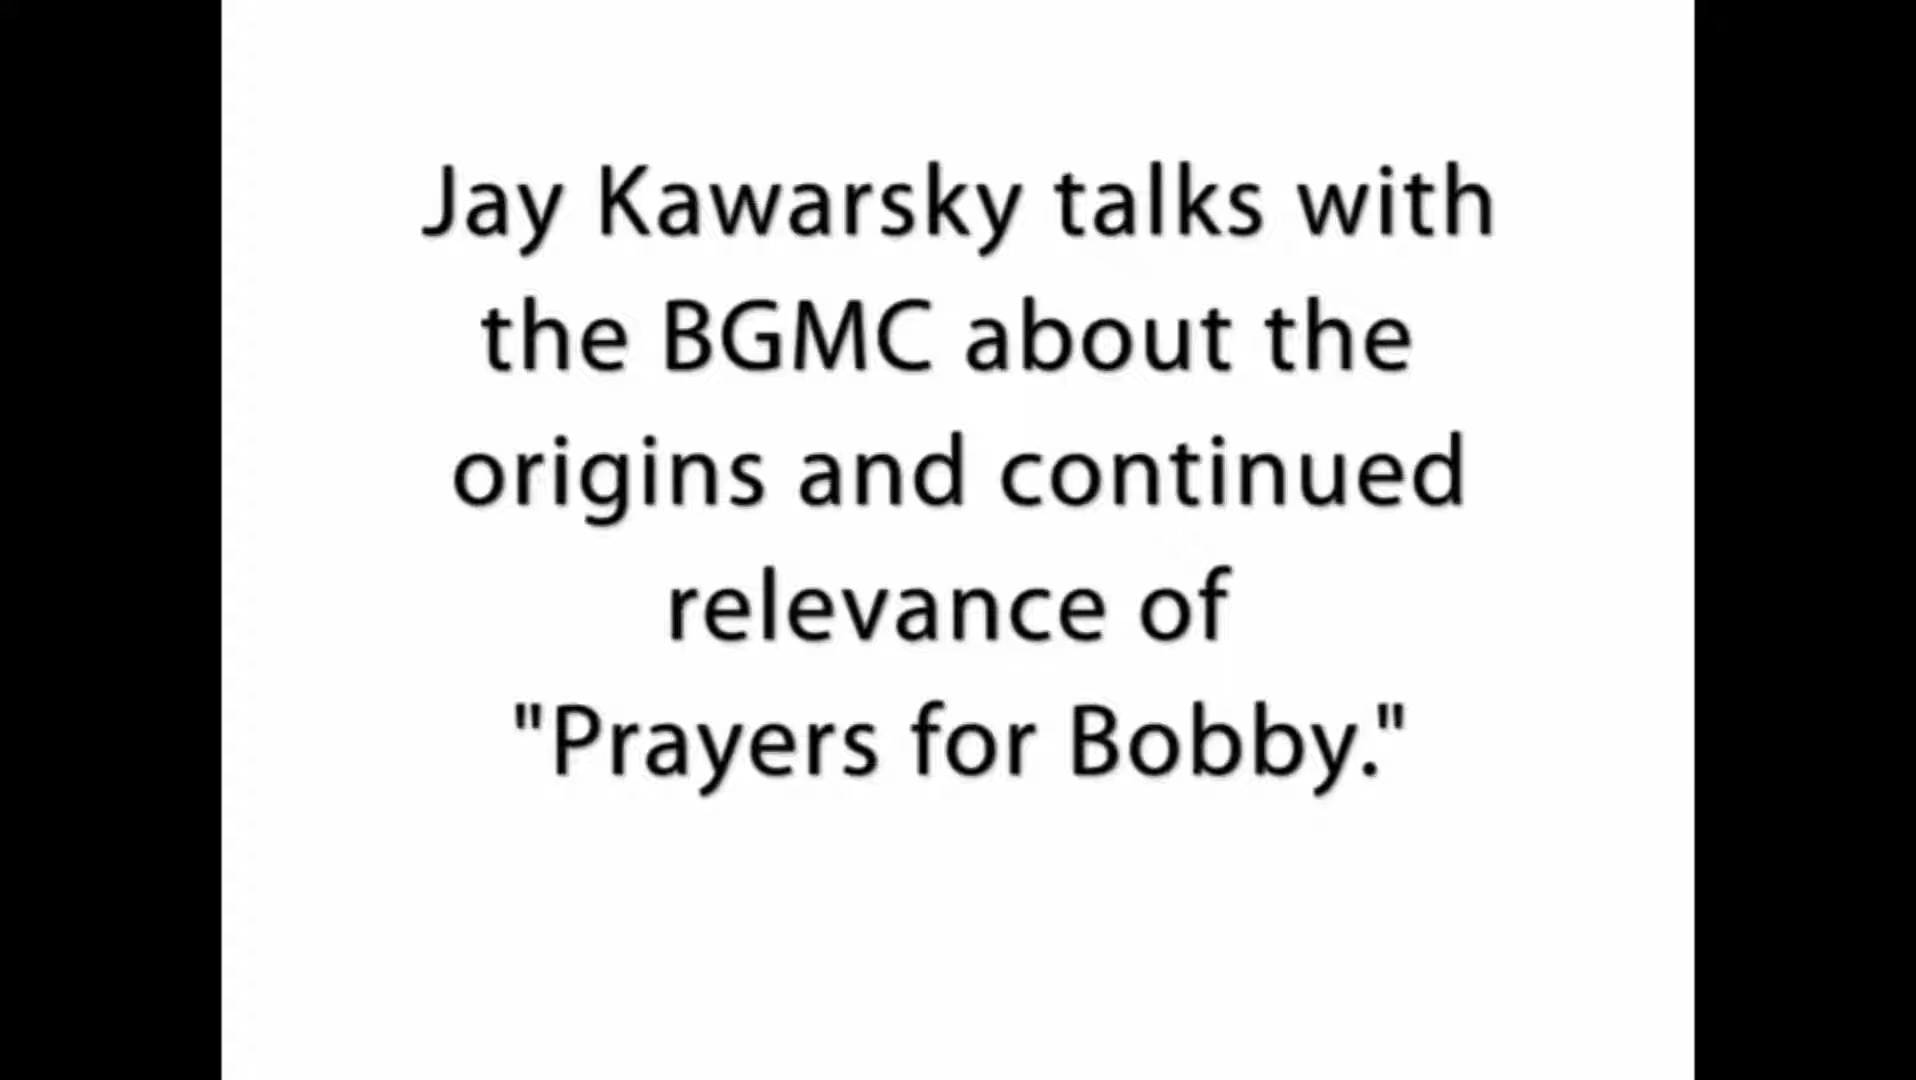 Jay Kawarsky talks with
the BGMC about the
origins and continued
relevance of
"Prayers for Bobby."